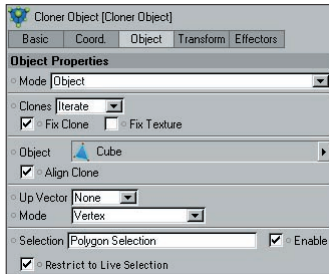 Cloner Object [Cloner Object]
Basic Coord. Object Transform Effectors
Object Properties
Mode Object
Clones Iterate
Fix Clone Fix Texture
Object Cube
Align Clone
Up Vector None
Mode Vertex
Selection Polygon Selection Enable
Restrict to Live Selection